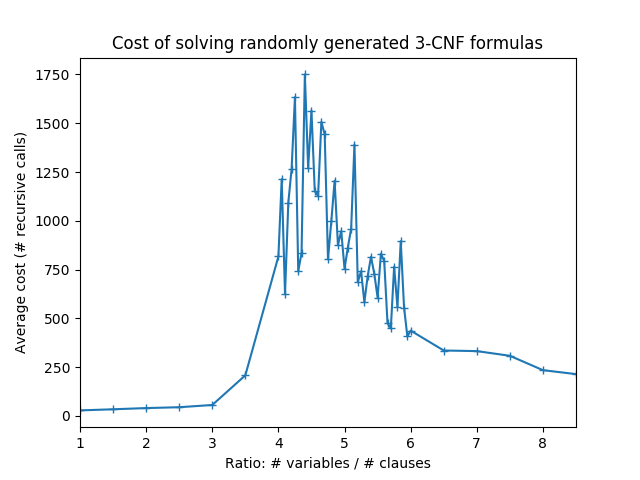 Cost of solving randomly generated 3-CNF formulas
Average cost (# recursive calls)
1750
1500
1250
1000
750
500
250
0
1 2 3 4 5 6 7 8
Ratio: # variables / # clauses